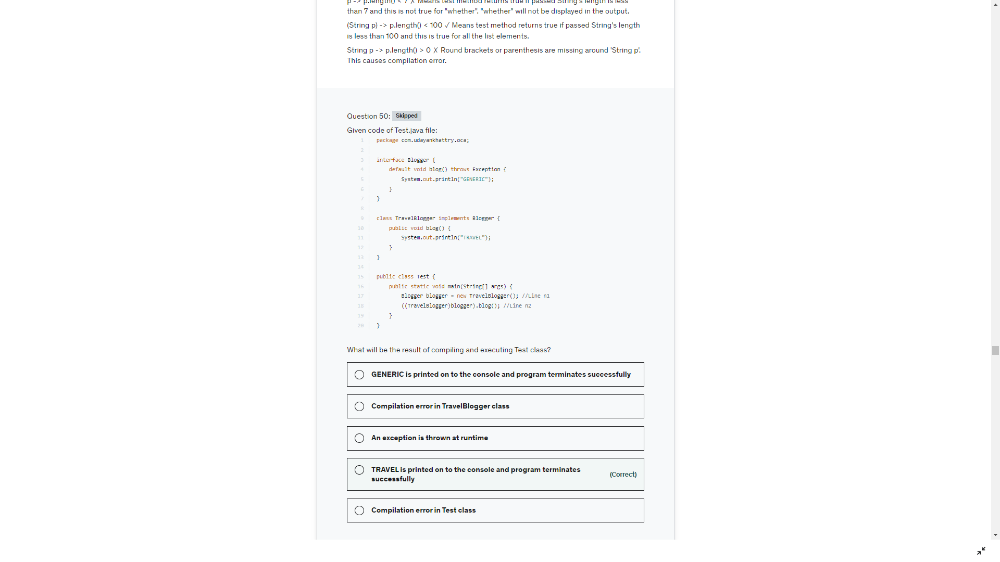 p -> p.length() < 7 ✗ Means test method returns true if passed String's length is less
than 7 and this is not true for "whether". "whether" will not be displayed in the output.
(String p) -> p.length() < 100 ✓ Means test method returns true if passed String's length
is less than 100 and this is true for all the list elements.
String p -> p.length() > 0 ✗ Round brackets or parenthesis are missing around 'String p'.
This causes compilation error.
Question 50: Skipped
Given code of Test.java file:
1 package com.udayankhattry.oca;
2
3 interface Blogger {
4 default void blog() throws Exception {
5 System.out.println("GENERIC");
6 }
7 }
8
9 class TravelBlogger implements Blogger {
10 public void blog() {
11 System.out.println("TRAVEL");
12 }
13 }
14
15 public class Test {
16 public static void main(String[] args) {
17 Blogger blogger = new TravelBlogger(); //Line n1
18 ((TravelBlogger)blogger).blog(); //Line n2
19 }
20 }
What will be the result of compiling and executing Test class?
GENERIC is printed on to the console and program terminates successfully
Compilation error in TravelBlogger class
An exception is thrown at runtime
TRAVEL is printed on to the console and program terminates
successfully
(Correct)
Compilation error in Test class